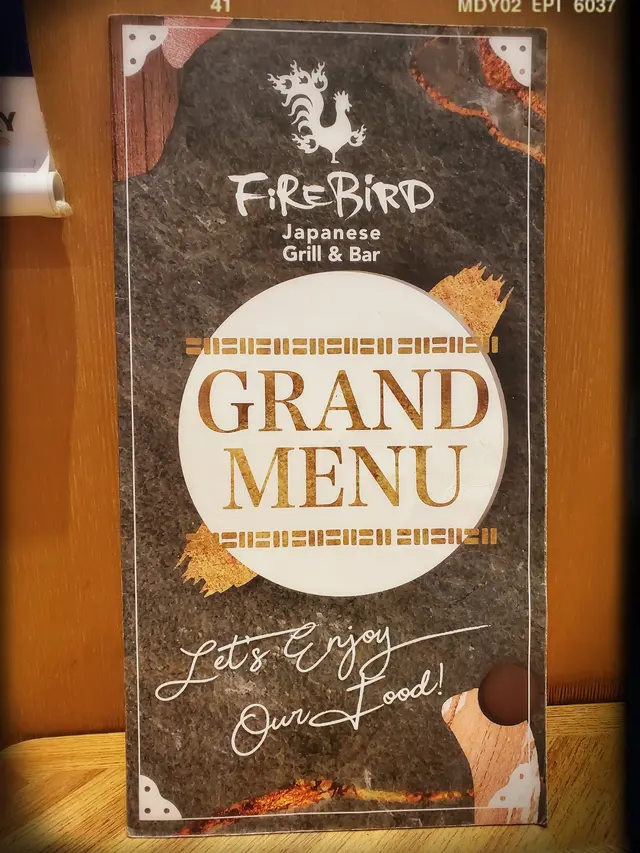 41 MDY02 EPT 6037
Y
FiREBiRD
Japanese
Grill & Bar
GRAND
MENU
Let's Enjoy
Our Food!